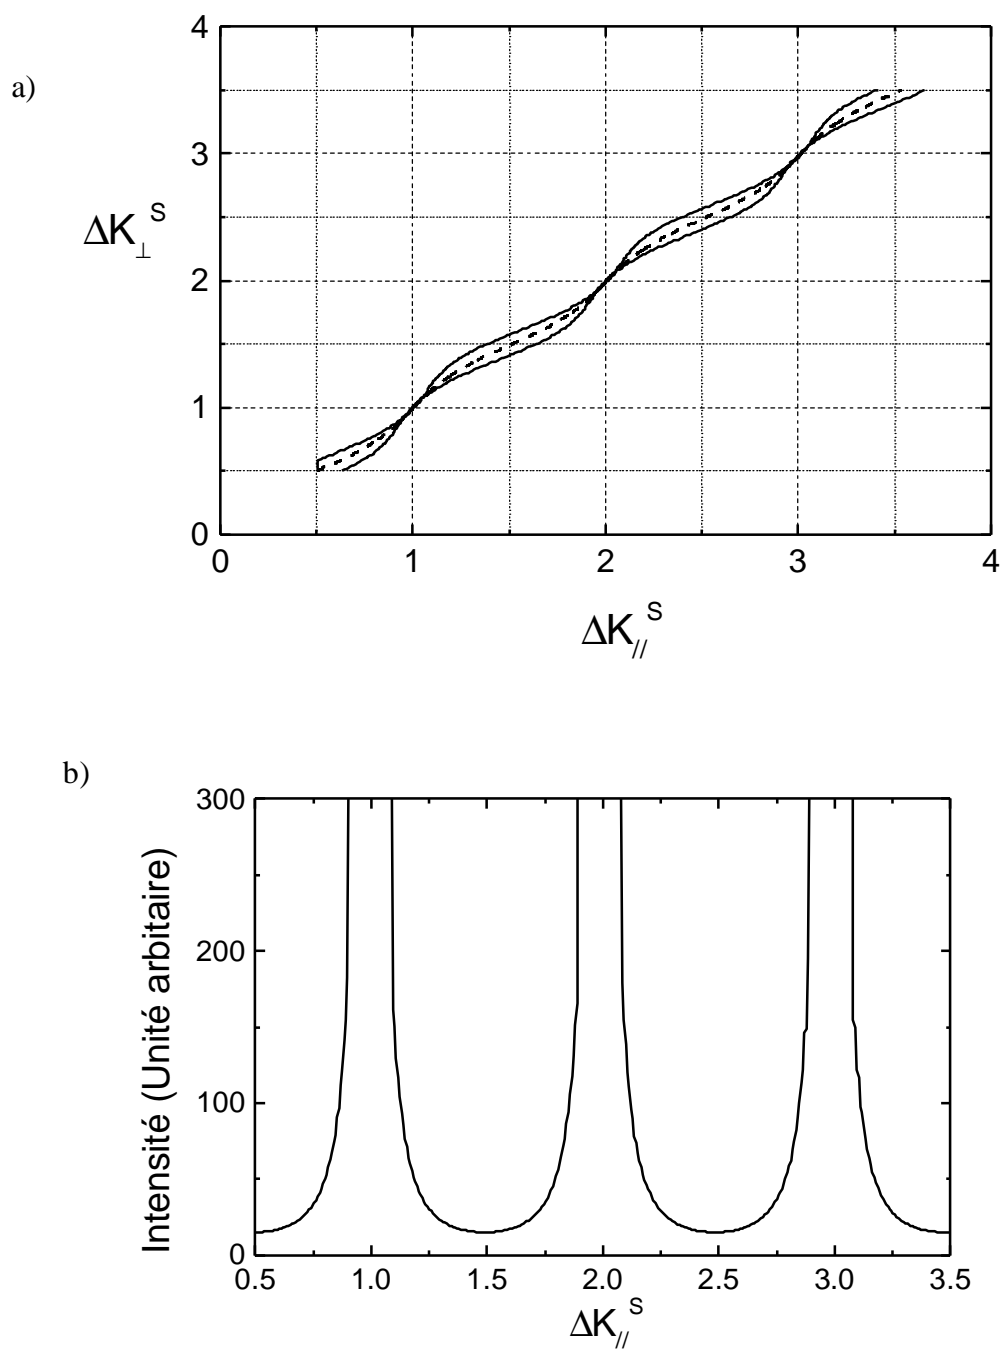 a)
4
3
2
1
0
ΔK⊥ S
0 1 2 3 4
ΔK// S
b)
300
200
100
0
Intensité (Unité arbitaire)
0.5 1.0 1.5 2.0 2.5 3.0 3.5
ΔK// S